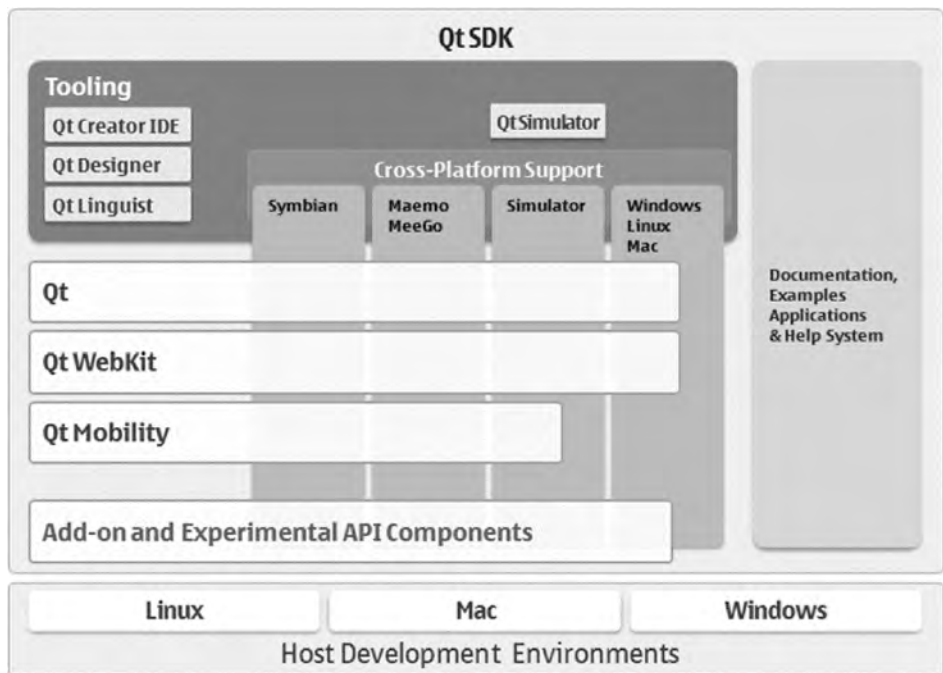 Qt SDK
Tooling
Qt Creator IDE
Qt Designer
Qt Linguist
Qt Simulator
Cross-Platform Support
Symbian
Maemo
MeeGo
Simulator
Windows
Linux
Mac
Qt
Qt WebKit
Qt Mobility
Add-on and Experimental API Components
Documentation,
Examples
Applications
& Help System
Linux
Mac
Windows
Host Development Environments